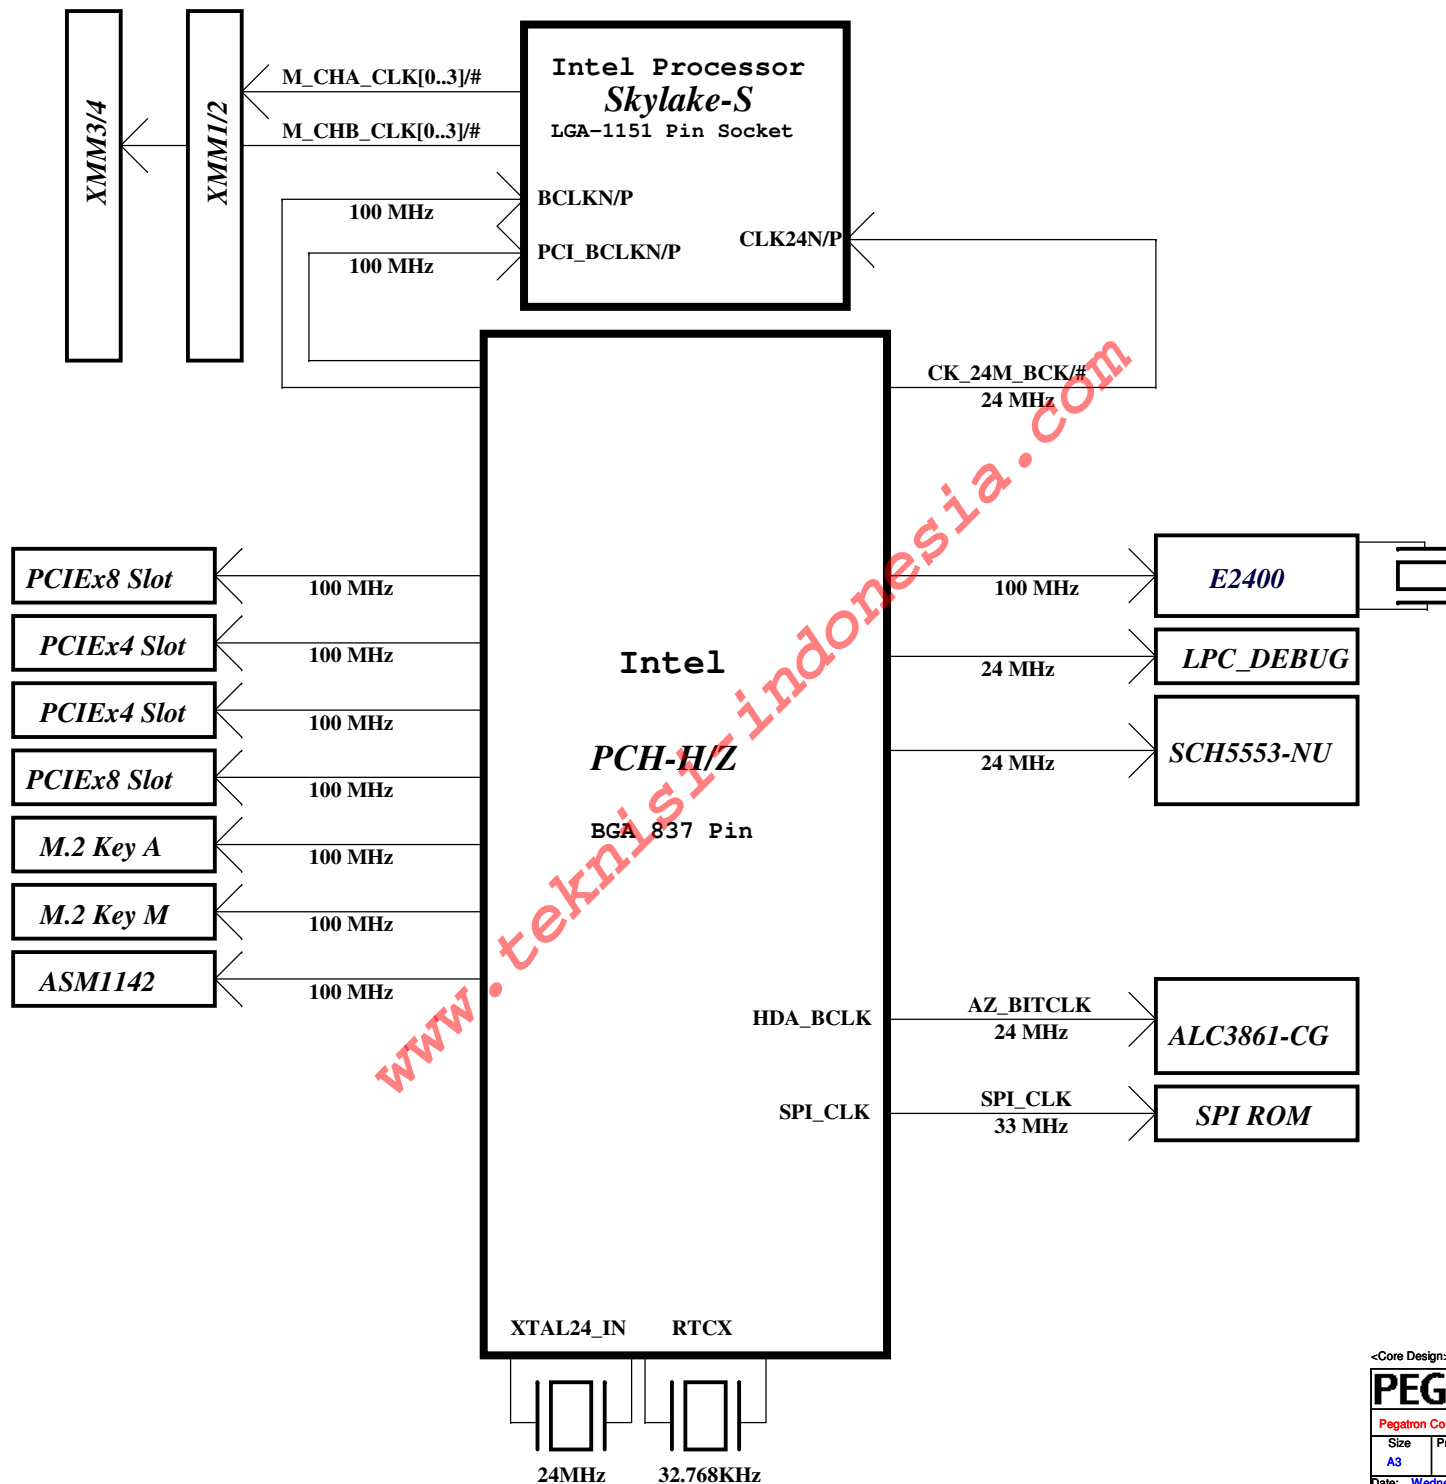 XMM3/4
XMM1/2
M_CHA_CLK[0..3]/#
M_CHB_CLK[0..3]/#
Intel Processor
Skylake-S
LGA-1151 Pin Socket
BCLKN/P
100 MHz
CLK24N/P
PCI_BCLKN/P
100 MHz
CK_24M_BCK/#
24 MHz
PCIEx8 Slot
100 MHz
PCIEx4 Slot
100 MHz
PCIEx4 Slot
100 MHz
PCIEx8 Slot
100 MHz
M.2 Key A
100 MHz
M.2 Key M
100 MHz
ASM1142
100 MHz
Intel
PCH-H/Z
BGA 837 Pin
100 MHz
E2400
24 MHz
LPC_DEBUG
24 MHz
SCH5553-NU
HDA_BCLK
AZ_BITCLK
24 MHz
ALC3861-CG
SPI_CLK
SPI_CLK
33 MHz
SPI ROM
XTAL24_IN
RTCX
24MHz
32.768KHz
www.teknisi-indonesia.com
<Core Design>
PEG
Pegatron Co
Size
A3
Date: